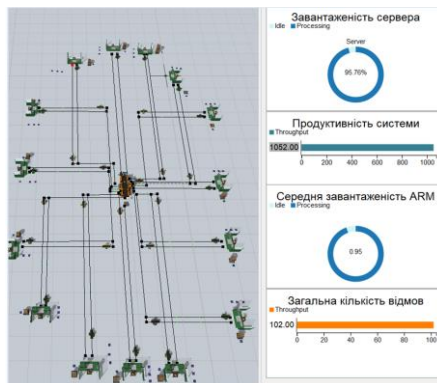 Завантаженість сервера
Idle Processing
Server
95.76%
Продуктивність системи
Throughput
1052.00
0 200 400 600 800 1000
Середня завантаженість ARM
Idle Processing
0.95
Загальна кількість відмов
Throughput
102.00
0 20 40 60 80 100